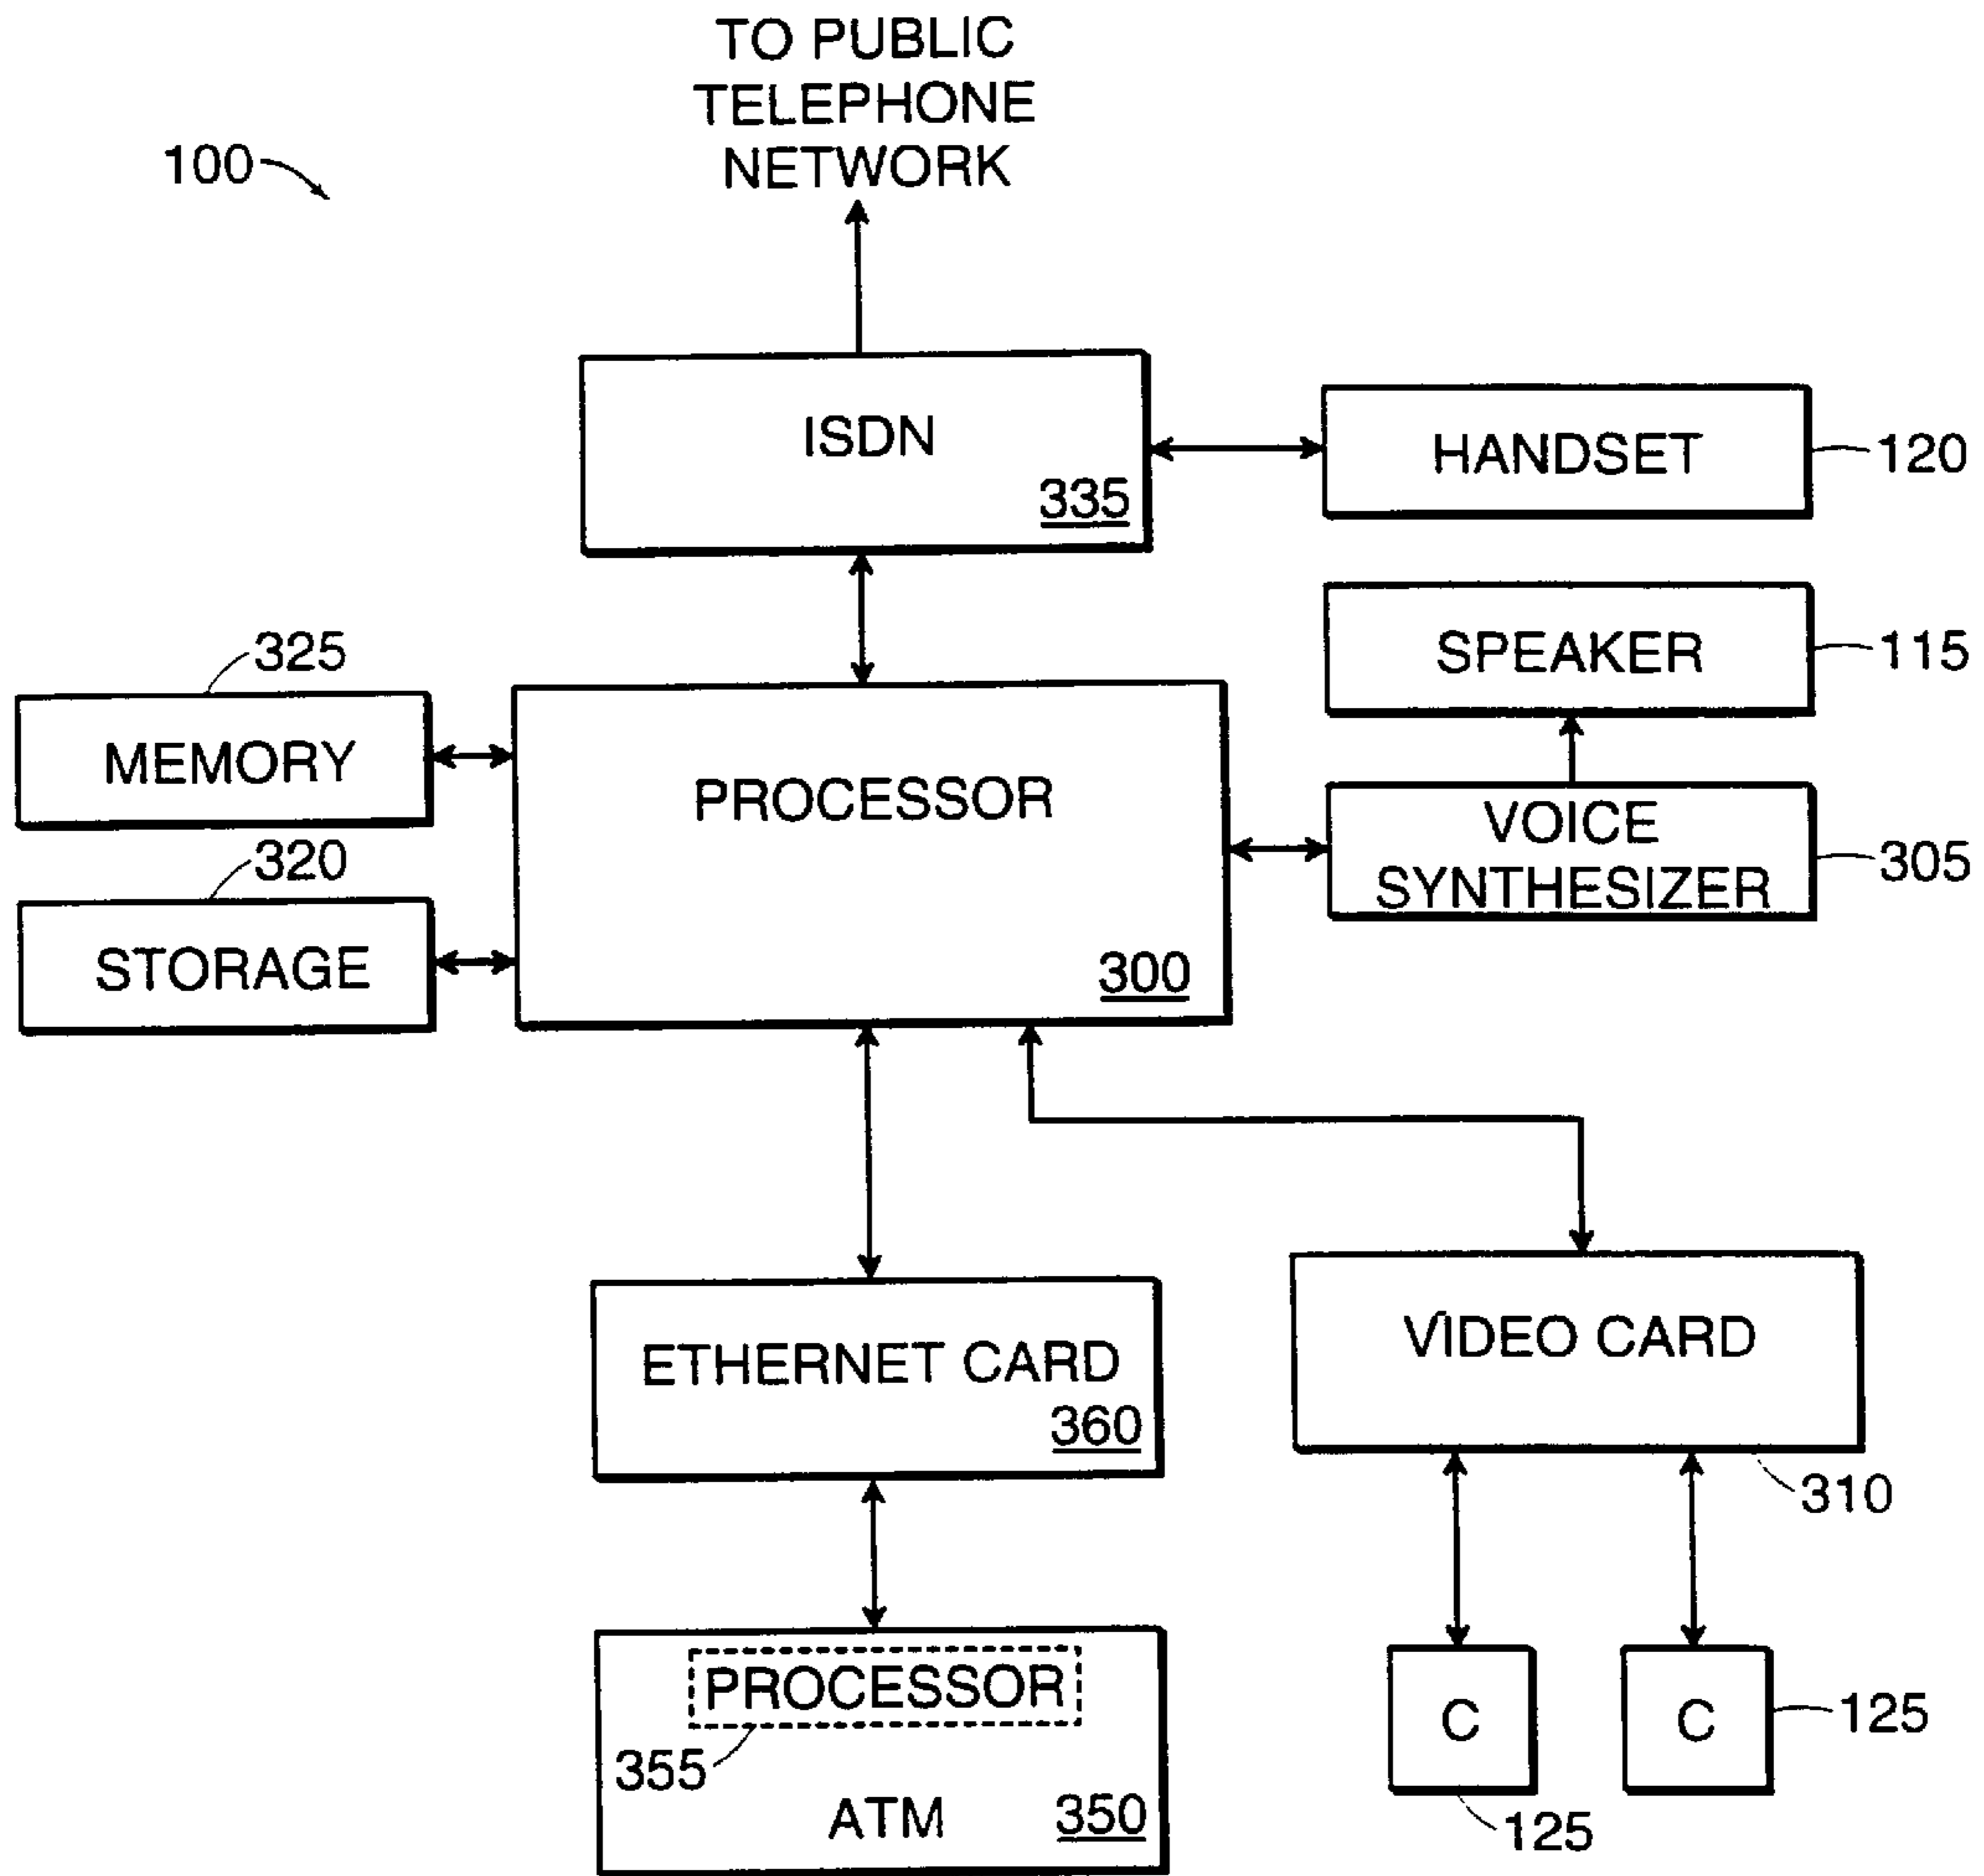 TO PUBLIC
TELEPHONE
NETWORK
100
ISDN
335
HANDSET
120
SPEAKER
115
325
MEMORY
PROCESSOR
300
VOICE
SYNTHESIZER
305
320
STORAGE
ETHERNET CARD
360
VIDEO CARD
310
PROCESSOR
355
ATM
350
C
125
C
125